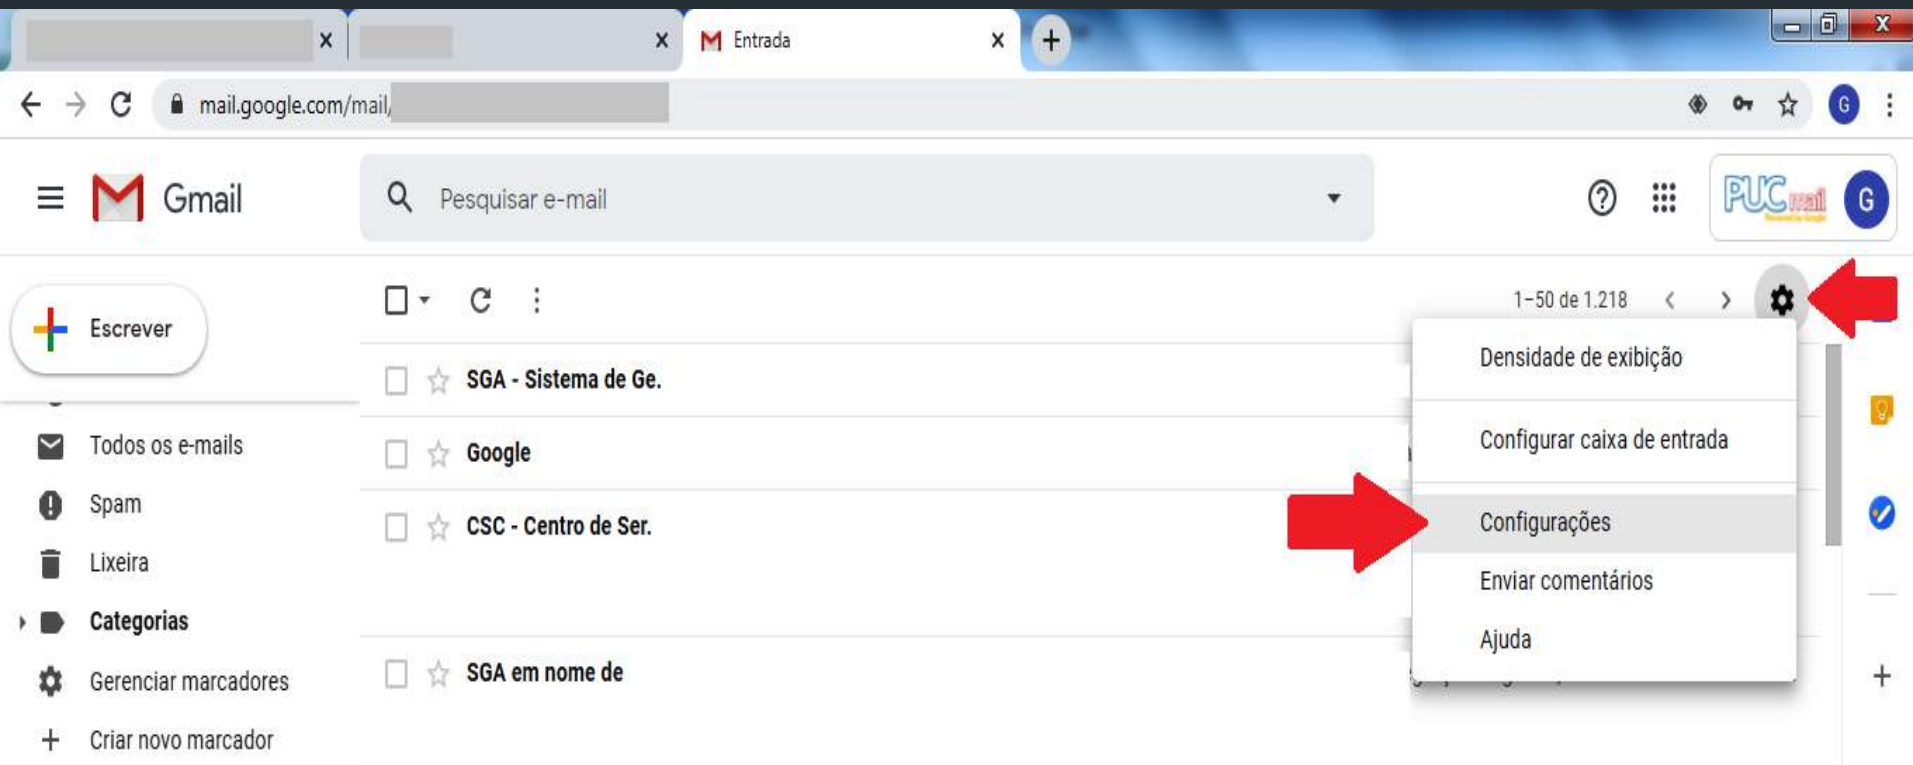 Entrada
mail.google.com/mail/
G
Gmail
Pesquisar e-mail
PUC mail
G
Escrever
1–50 de 1.218
Densidade de exibição
SGA - Sistema de Ge.
Todos os e-mails
Configurar caixa de entrada
Google
Spam
Configurações
CSC - Centro de Ser.
Lixeira
Enviar comentários
Categorias
Ajuda
Gerenciar marcadores
SGA em nome de
Criar novo marcador